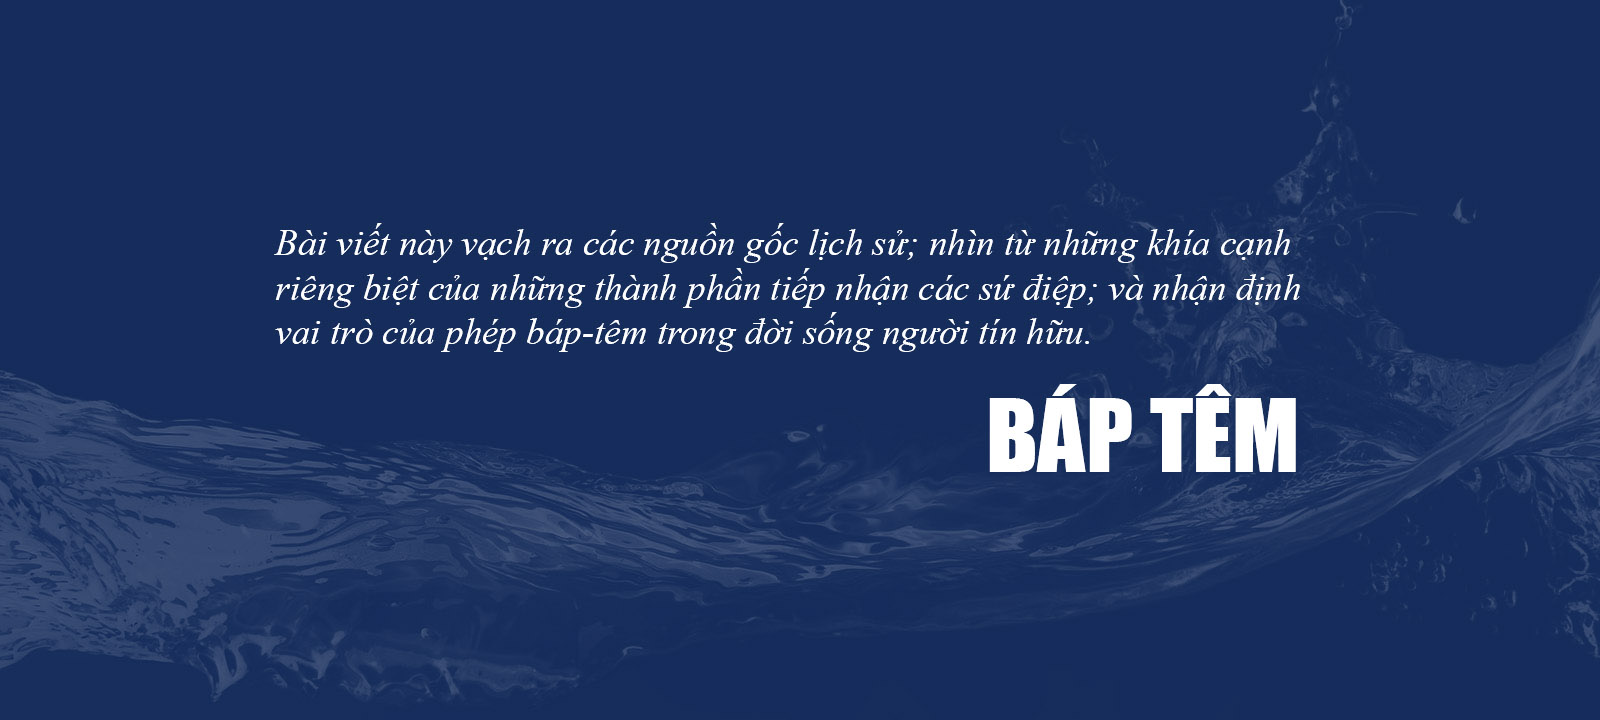 Bài viết này vạch ra các nguồn gốc lịch sử; nhìn từ những khía cạnh
riêng biệt của những thành phần tiếp nhận các sứ điệp; và nhận định
vai trò của phép báp-têm trong đời sống người tín hữu.
BÁP TÊM